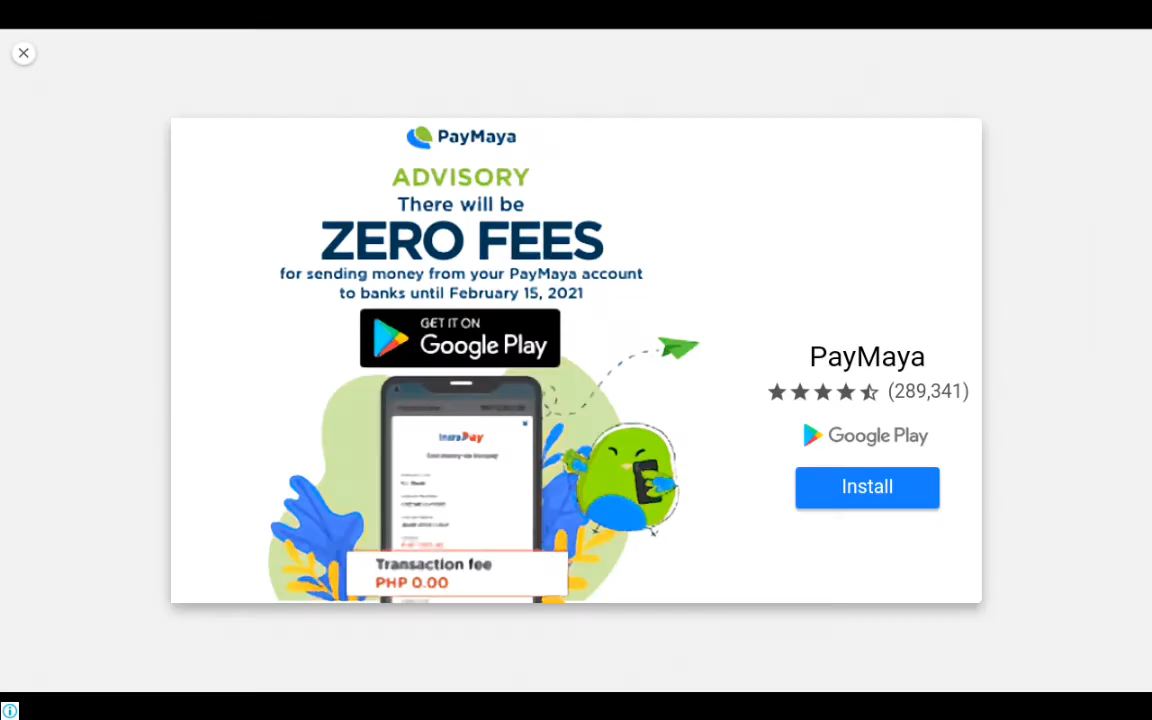 PayMaya
ADVISORY
There will be
ZERO FEES
for sending money from your PayMaya account
to banks until February 15, 2021
GET IT ON
Google Play
InstaPay
Transaction fee
PHP 0.00
PayMaya
(289,341)
Google Play
Install